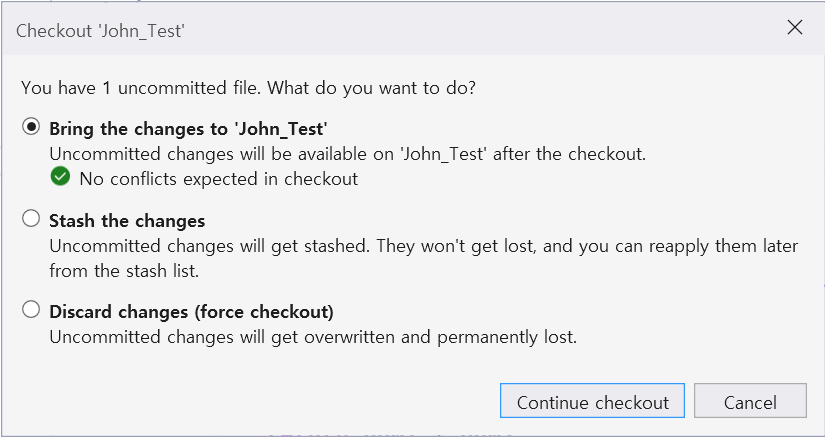 Checkout 'John_Test'
You have 1 uncommitted file. What do you want to do?
Bring the changes to 'John_Test'
Uncommitted changes will be available on 'John_Test' after the checkout.
No conflicts expected in checkout
Stash the changes
Uncommitted changes will get stashed. They won't get lost, and you can reapply them later
from the stash list.
Discard changes (force checkout)
Uncommitted changes will get overwritten and permanently lost.
Continue checkout
Cancel